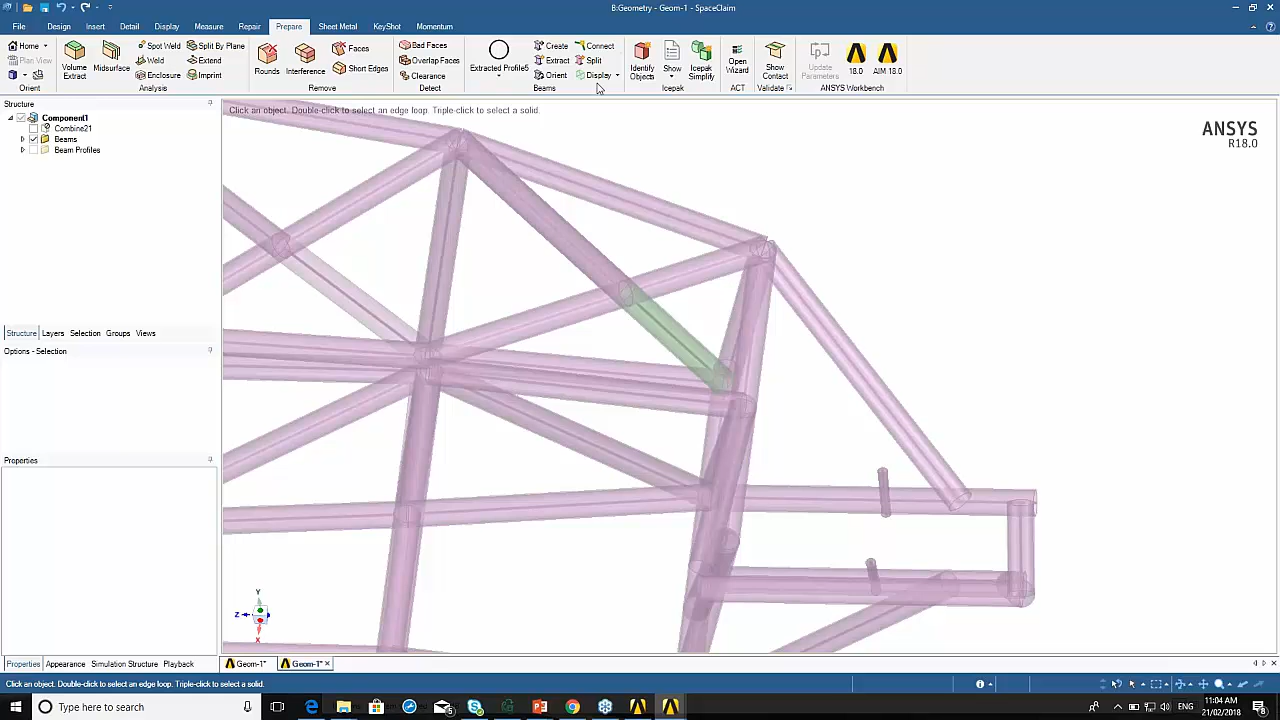 B:Geometry - Geom-1 - SpaceClaim
File Design Insert Detail Display Measure Repair Prepare Sheet Metal KeyShot Momentum
Home Spot Weld Split By Plane Faces Bad Faces Create Connect
Plan View Weld Extend Short Edges Overlap Faces Extract Split
Enclosure Imprint Clearance Orient Display
Volume Extract Midsurface Rounds Interference Extracted Profile5 Identify Objects Show Icepak Simplify Open Wizard Show Contact Update Parameters 18.0 AIM 18.0
Orient Analysis Remove Detect Beams Icepak ACT Validate ANSYS Workbench
Structure
Component1
Combine21
Beams
Beam Profiles
Click an object. Double-click to select an edge loop. Triple-click to select a solid.
ANSYS
R18.0
Structure Layers Selection Groups Views
Options - Selection
Properties
Y
Z
X
Properties Appearance Simulation Structure Playback
Geom-1* Geom-1*
Click an object. Double-click to select an edge loop. Triple-click to select a solid.
Type here to search
ENG
11:04 AM
21/02/2018